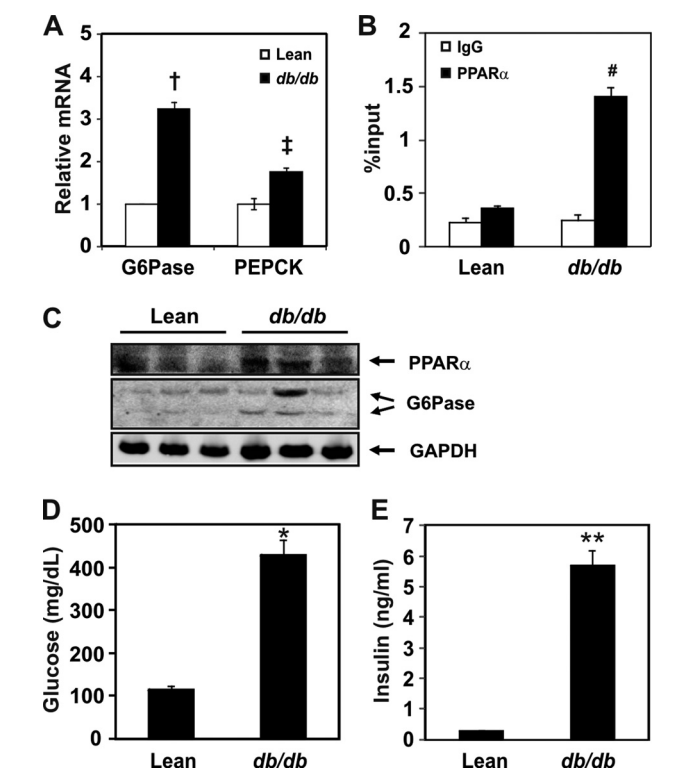 A
Relative mRNA
5
4
3
2
1
0
Lean
db/db
†
‡
G6Pase PEPCK
B
%input
2
1.5
1
0.5
0
IgG
PPARα
#
Lean db/db
C
Lean db/db
PPARα
G6Pase
GAPDH
D
Glucose (mg/dL)
500
400
300
200
100
0
*
Lean db/db
E
Insulin (ng/ml)
7
6
5
4
3
2
1
0
**
Lean db/db